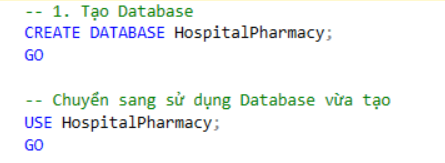 -- 1. Tạo Database
CREATE DATABASE HospitalPharmacy;
GO
-- Chuyển sang sử dụng Database vừa tạo
USE HospitalPharmacy;
GO